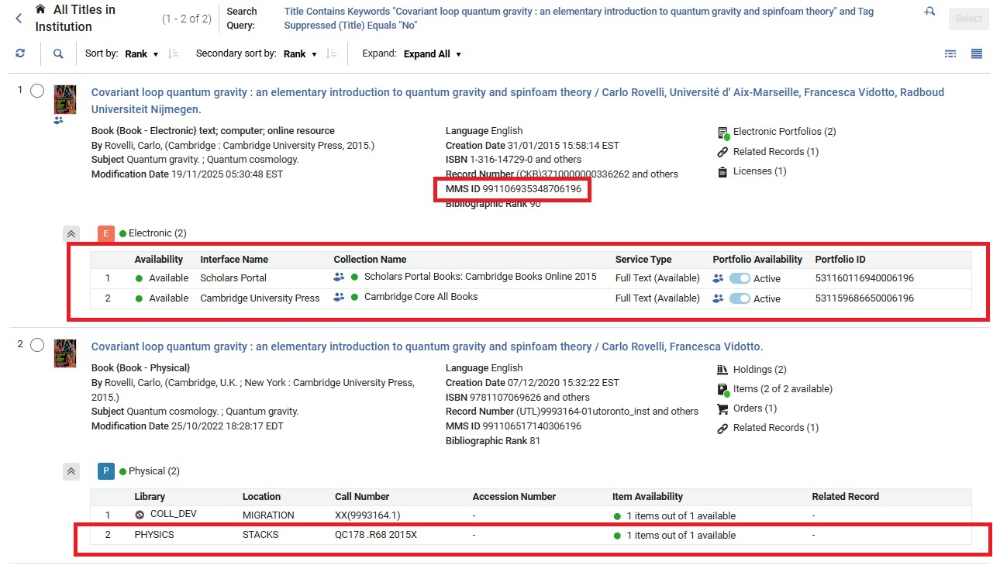 All Titles in Institution
(1 - 2 of 2)
Search Query:
Title Contains Keywords "Covariant loop quantum gravity : an elementary introduction to quantum gravity and spinfoam theory" and Tag
Suppressed (Title) Equals "No"
Select
Sort by: Rank Secondary sort by: Rank Expand: Expand All
1
Covariant loop quantum gravity : an elementary introduction to quantum gravity and spinfoam theory / Carlo Rovelli, Université d' Aix-Marseille, Francesca Vidotto, Radboud
Universiteit Nijmegen.
Book {Book - Electronic} text; computer; online resource
By Rovelli, Carlo, (Cambridge : Cambridge University Press, 2015.)
Subject Quantum gravity. ; Quantum cosmology.
Modification Date 19/11/2025 05:30:48 EST
Language English
Creation Date 31/01/2015 15:58:14 EST
ISBN 1-316-14729-0 and others
Record Number (CKB)3710000000336262 and others
MMS ID 991106935348706196
Bibliographic Rank 90
Electronic Portfolios (2)
Related Records (1)
Licenses (1)
E Electronic (2)
Availability Interface Name Collection Name Service Type Portfolio Availability Portfolio ID
1 Available Scholars Portal Scholars Portal Books: Cambridge Books Online 2015 Full Text (Available) Active 531160116940006196
2 Available Cambridge University Press Cambridge Core All Books Full Text (Available) Active 531159686650006196
2
Covariant loop quantum gravity : an elementary introduction to quantum gravity and spinfoam theory / Carlo Rovelli, Francesca Vidotto.
Book {Book - Physical}
By Rovelli, Carlo, (Cambridge, U.K. ; New York : Cambridge University Press,
2015.)
Subject Quantum cosmology. ; Quantum gravity.
Modification Date 25/10/2022 18:28:17 EDT
Language English
Creation Date 07/12/2020 15:32:22 EST
ISBN 9781107069626 and others
Record Number (UTL)9993164-01utoronto_inst and others
MMS ID 991106517140306196
Bibliographic Rank 81
Holdings (2)
Items (2 of 2 available)
Orders (1)
Related Records (1)
P Physical (2)
Library Location Call Number Accession Number Item Availability Related Record
1 COLL_DEV MIGRATION XX(9993164.1) - 1 items out of 1 available -
2 PHYSICS STACKS QC178 .R68 2015X - 1 items out of 1 available -